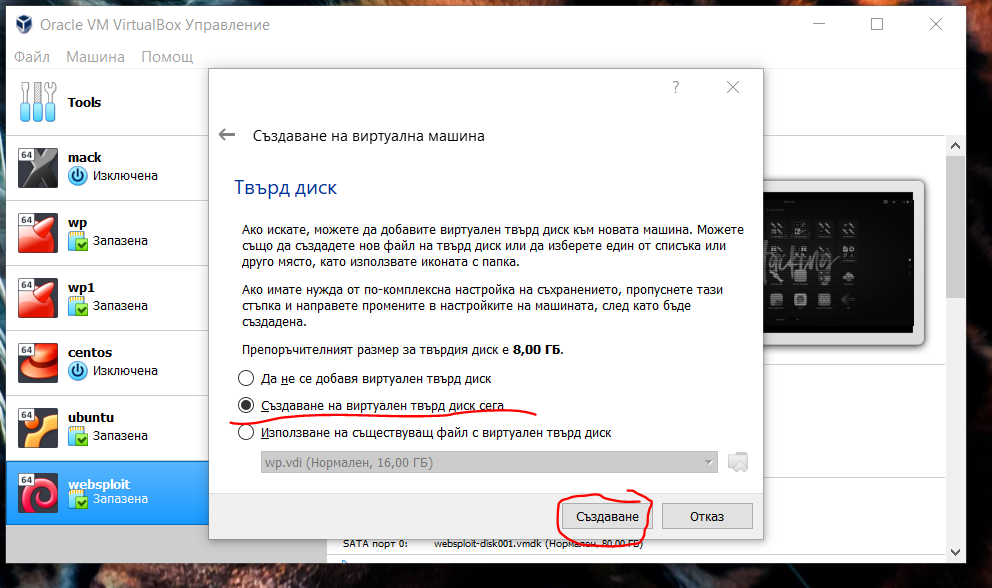 Oracle VM VirtualBox Управление
Файл Машина Помощ
Tools
64 mack
Изключена
64 wp
Запазена
64 wp1
Запазена
64 centos
Изключена
64 ubuntu
Запазена
64 websploit
Запазена
?
Създаване на виртуална машина
Твърд диск
Ако искате, можете да добавите виртуален твърд диск към новата машина. Можете
също да създадете нов файл на твърд диск или да изберете един от списъка или
друго място, като използвате иконата с папка.
Ако имате нужда от по-комплексна настройка на съхранението, пропуснете тази
стъпка и направете промените в настройките на машината, след като бъде
създадена.
Препоръчителният размер за твърдия диск е 8,00 ГБ.
Да не се добавя виртуален твърд диск
Създаване на виртуален твърд диск сега
Използване на съществуващ файл с виртуален твърд диск
wp.vdi (Нормален, 16,00 ГБ)
Създаване Отказ
SATA порт 0: websploit-disk001.vmdk (Нормален, 80,00 ГБ)